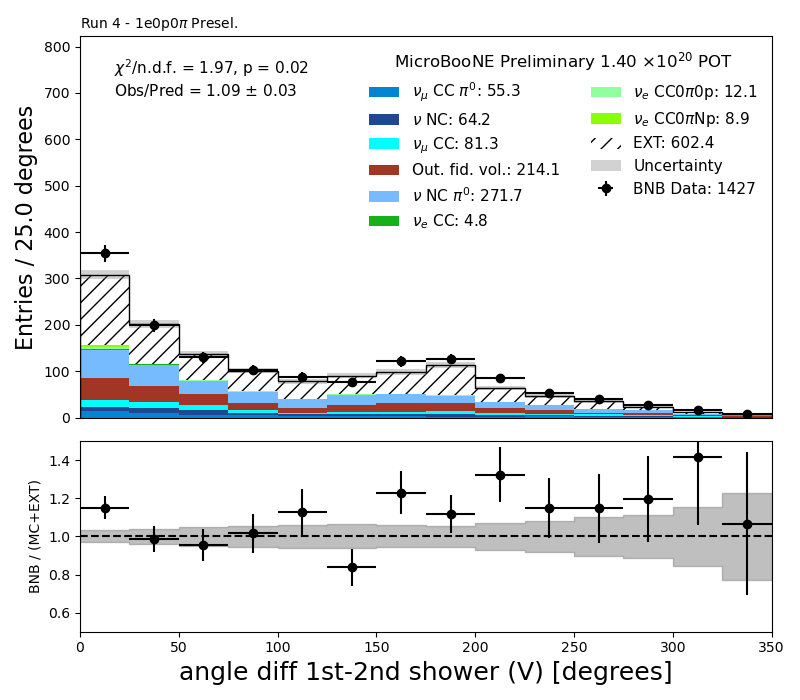 Run 4 - 1e0p0π Presel.
χ²/n.d.f. = 1.97, p = 0.02
Obs/Pred = 1.09 ± 0.03
MicroBooNE Preliminary 1.40 ×10²⁰ POT
ν_μ CC π⁰: 55.3
ν NC: 64.2
ν_μ CC: 81.3
Out. fid. vol.: 214.1
ν NC π⁰: 271.7
ν_e CC: 4.8
ν_e CC0π0p: 12.1
ν_e CC0πNp: 8.9
EXT: 602.4
Uncertainty
BNB Data: 1427
Entries / 25.0 degrees
800
700
600
500
400
300
200
100
0
BNB / (MC+EXT)
1.4
1.2
1.0
0.8
0.6
0 50 100 150 200 250 300 350
angle diff 1st-2nd shower (V) [degrees]